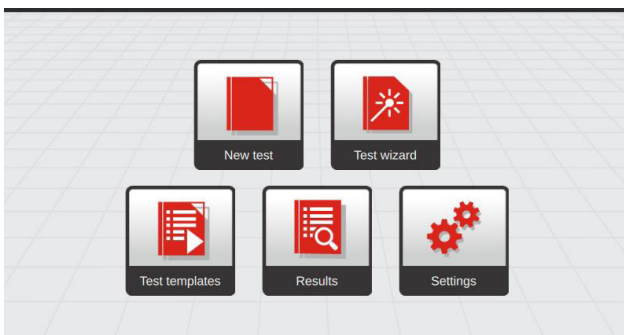 New test
Test wizard
Test templates
Results
Settings